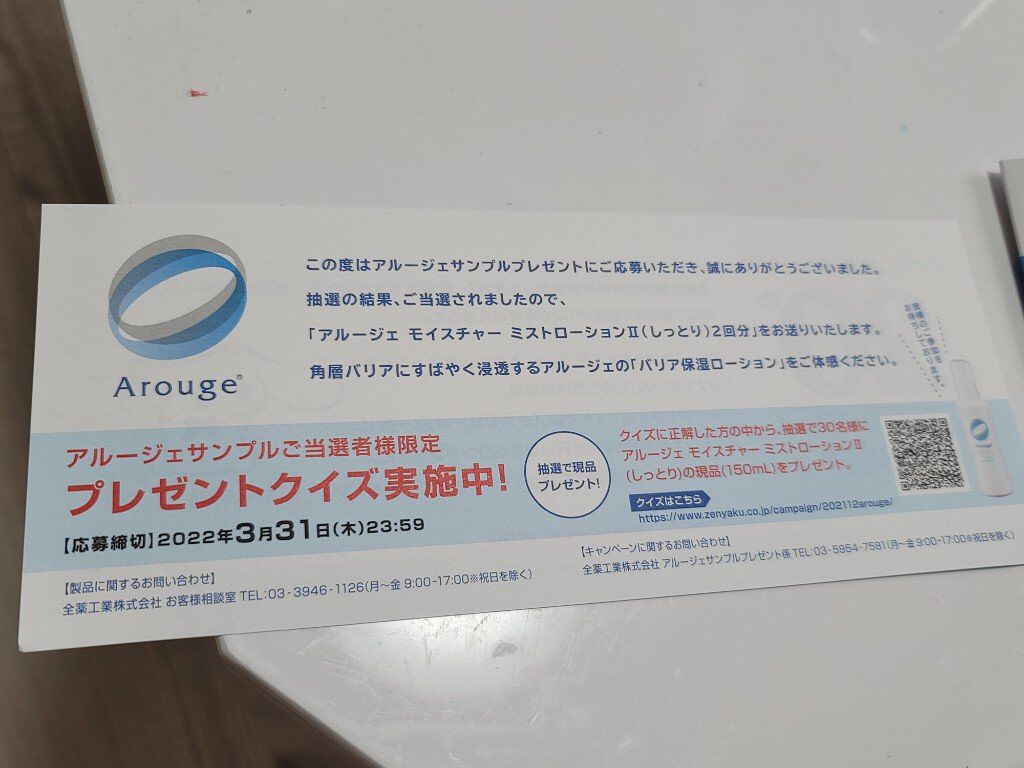 Arouge®
この度はアルージェサンプルプレゼントにご応募いただき、誠にありがとうございました。
抽選の結果、ご当選されましたので、
「アルージェ モイスチャー ミストローションⅡ(しっとり)2回分」をお送りいたします。
角層バリアにすばやく浸透するアルージェの「バリア保湿ローション」をご体感ください。
皆様のご参加を
お待ちしております。
アルージェサンプルご当選者様限定
プレゼントクイズ実施中!
【応募締切】2022年3月31日(木)23:59
抽選で現品
プレゼント!
クイズに正解した方の中から、抽選で30名様に
アルージェ モイスチャー ミストローションⅡ
(しっとり)の現品(150mL)をプレゼント。
クイズはこちら
https://www.zenyaku.co.jp/campaign/202112arouge/
Arouge
【製品に関するお問い合わせ】
全薬工業株式会社 お客様相談室 TEL:03-3946-1126(月〜金 9:00-17:00※祝日を除く)
【キャンペーンに関するお問い合わせ】
全薬工業株式会社 アルージェサンプルプレゼント係 TEL:03-5954-7581(月〜金 9:00-17:00※祝日を除く)